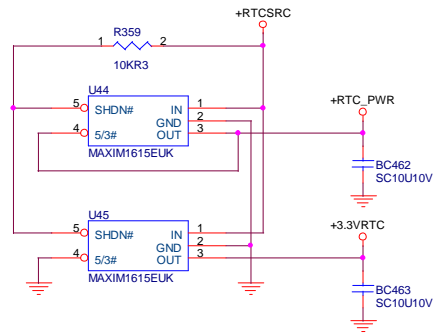 +RTCSRC
R359
1 2
10KR3
U44
5 SHDN# IN 1
GND 2
4 5/3# OUT 3
MAXIM1615EUK
+RTC_PWR
BC462
SC10U10V
U45
5 SHDN# IN 1
GND 2
4 5/3# OUT 3
MAXIM1615EUK
+3.3VRTC
BC463
SC10U10V